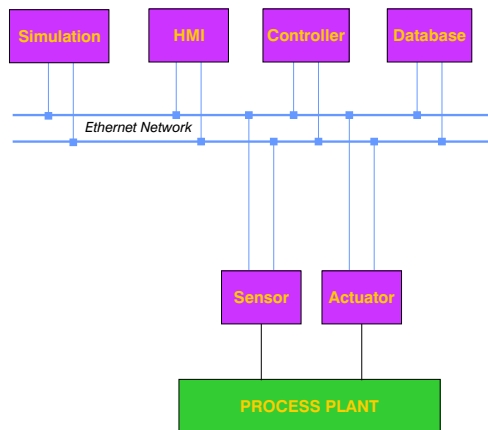 Simulation
HMI
Controller
Database
Ethernet Network
Sensor
Actuator
PROCESS PLANT